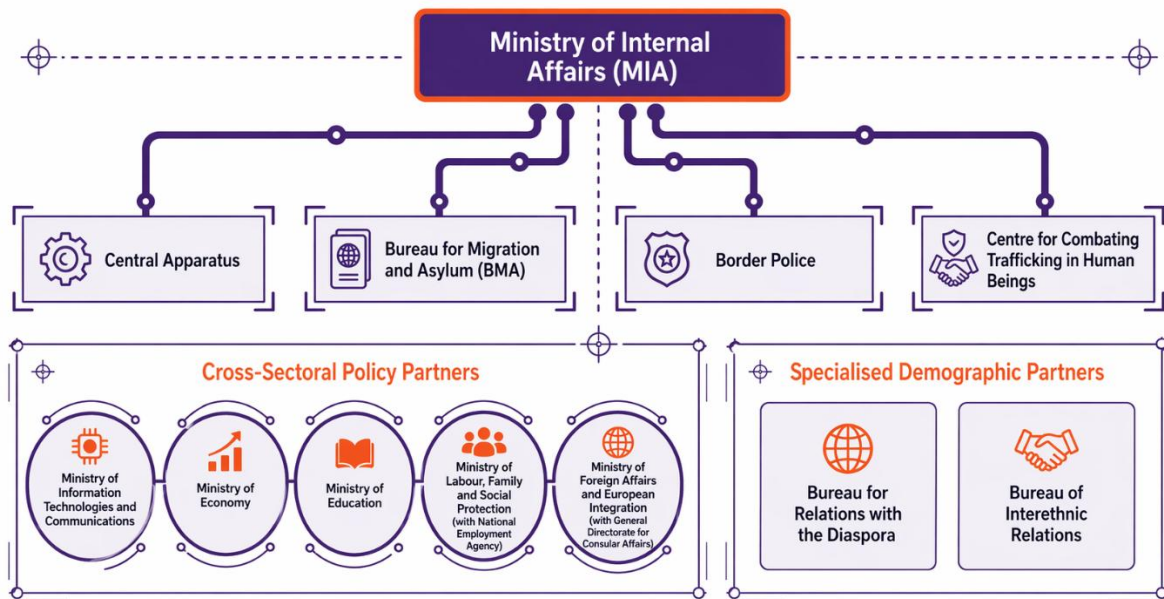 Ministry of Internal
Affairs (MIA)
Central Apparatus
Bureau for Migration
and Asylum (BMA)
Border Police
Centre for Combating
Trafficking in Human
Beings
Cross-Sectoral Policy Partners
Ministry of
Information
Technologies and
Communications
Ministry of
Economy
Ministry of
Education
Ministry of
Labour, Family
and Social
Protection
(with National
Employment
Agency)
Ministry of
Foreign Affairs
and European
Integration
(with General
Directorate for
Consular Affairs)
Specialised Demographic Partners
Bureau for
Relations with
the Diaspora
Bureau of
Interethnic
Relations